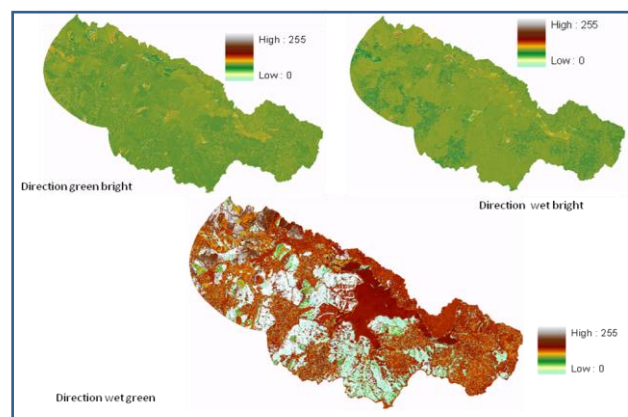 High : 255
Low : 0
High : 255
Low : 0
Direction green bright
Direction wet bright
High : 255
Low : 0
Direction wet green